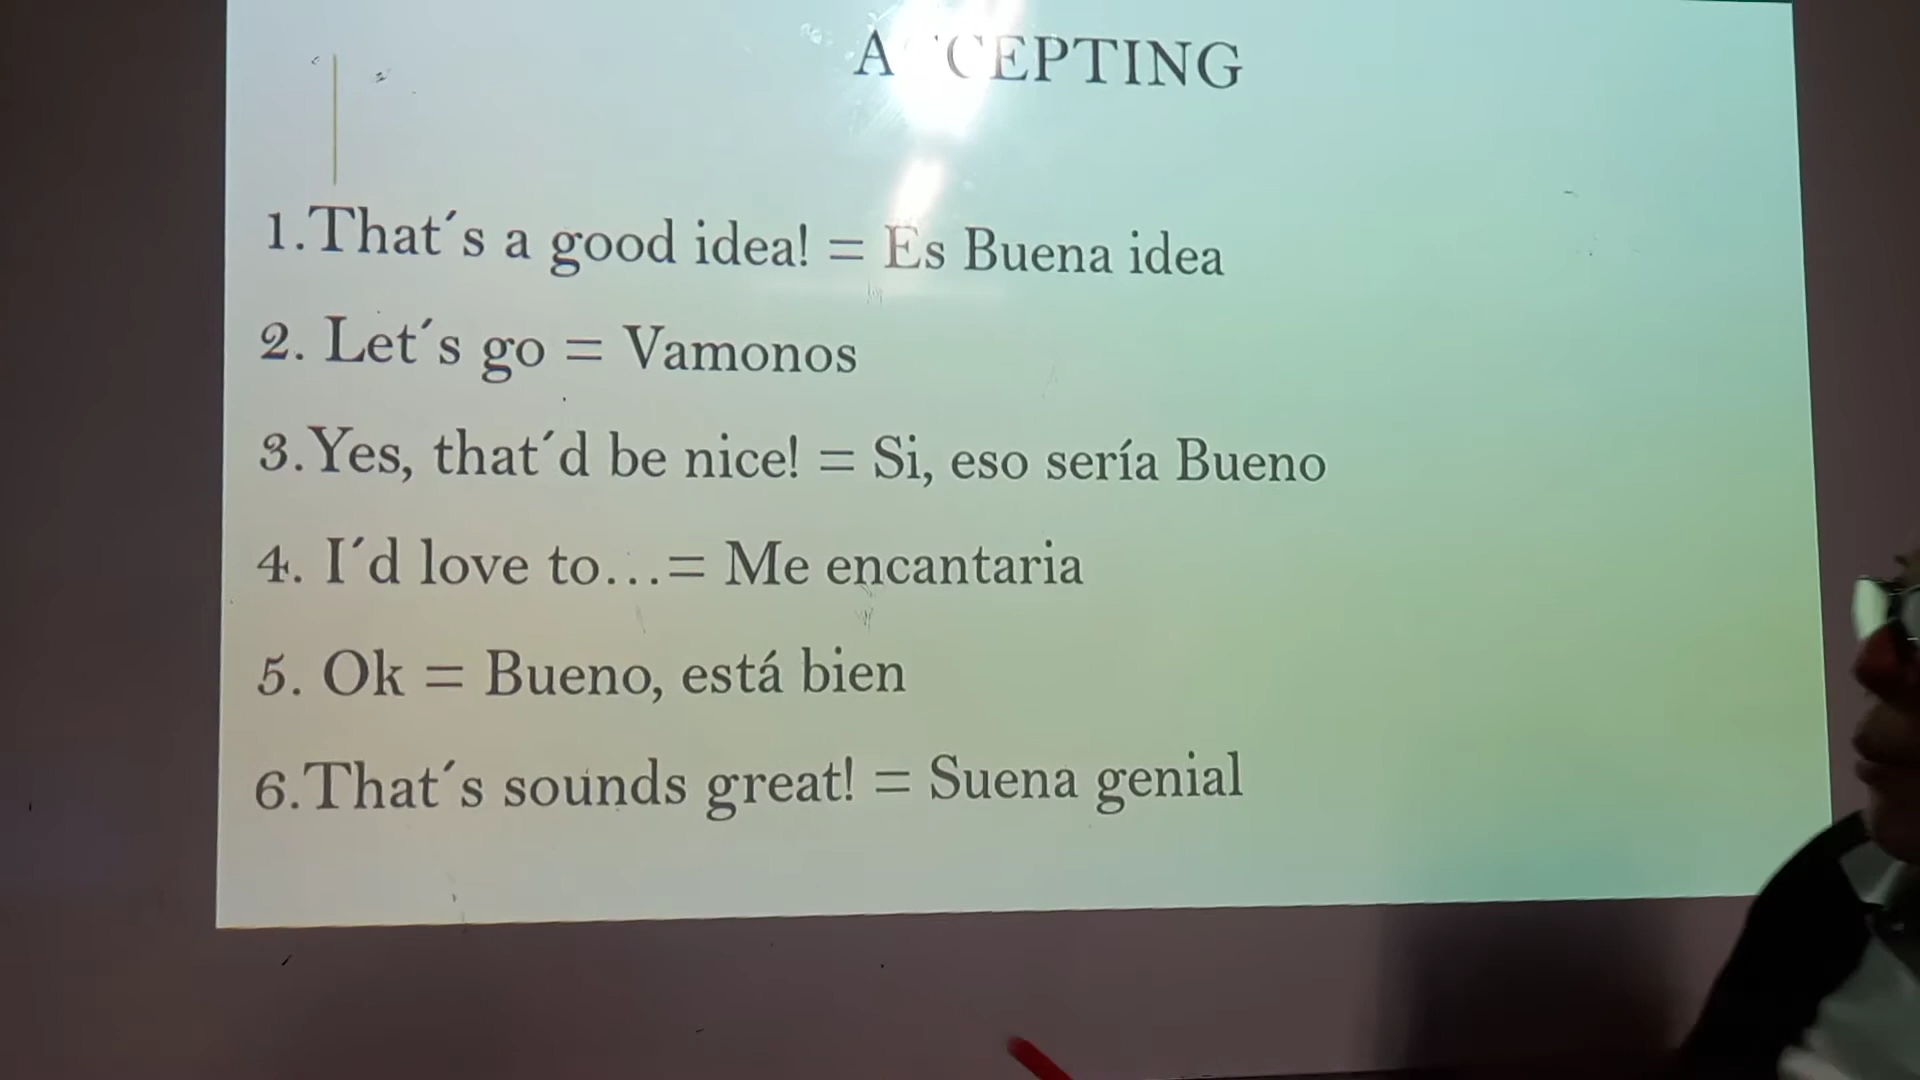 ACCEPTING
1.That´s a good idea! = Es Buena idea
2. Let´s go = Vamonos
3.Yes, that´d be nice! = Si, eso sería Bueno
4. I´d love to…= Me encantaria
5. Ok = Bueno, está bien
6.That´s sounds great! = Suena genial